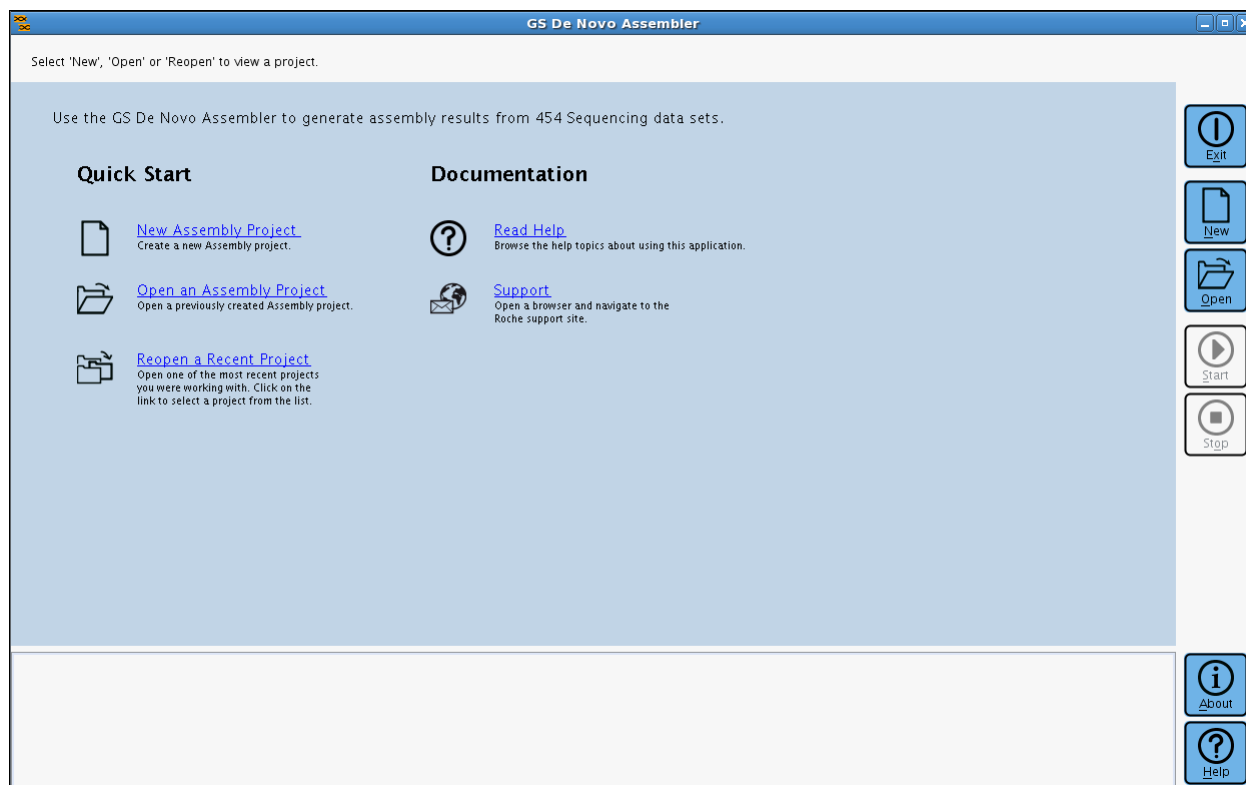 GS De Novo Assembler
Select 'New', 'Open' or 'Reopen' to view a project.
Use the GS De Novo Assembler to generate assembly results from 454 Sequencing data sets.
Quick Start
New Assembly Project
Create a new Assembly project.
Open an Assembly Project
Open a previously created Assembly project.
Reopen a Recent Project
Open one of the most recent projects
you were working with. Click on the
link to select a project from the list.
Documentation
Read Help
Browse the help topics about using this application.
Support
Open a browser and navigate to the
Roche support site.
Exit
New
Open
Start
Stop
About
Help